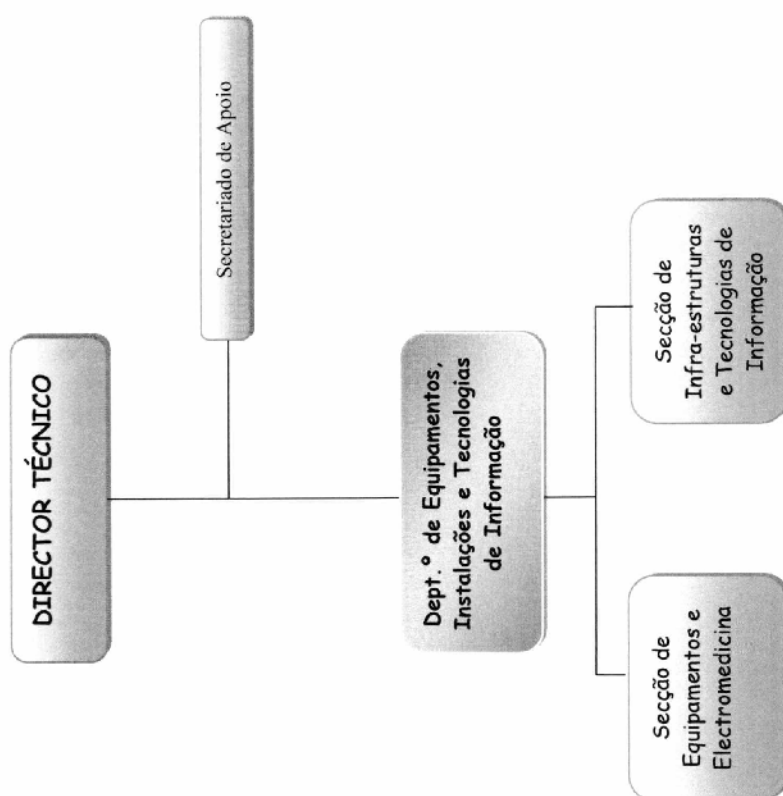 DIRECTOR TÉCNICO
Secretariado de Apoio
Dept.º de Equipamentos,
Instalações e Tecnologias
de Informação
Secção de
Equipamentos e
Electromedicina
Secção de
Infra-estruturas
e Tecnologias de
Informação